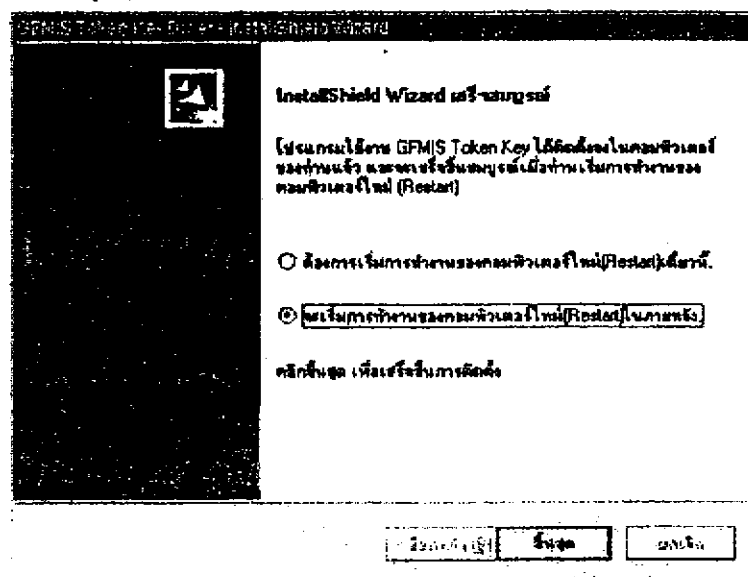 GFMIS Token Key Driver - InstallShield Wizard
InstallShield Wizard เสร็จสมบูรณ์
โปรแกรมใช้งาน GFMIS Token Key ได้ติดตั้งลงในคอมพิวเตอร์
ของท่านแล้ว และจะเสร็จสิ้นสมบูรณ์เมื่อท่านเริ่มการทำงานของ
คอมพิวเตอร์ใหม่ (Restart)
ต้องการเริ่มการทำงานของคอมพิวเตอร์ใหม่(Restart)เดี๋ยวนี้.
จะเริ่มการทำงานของคอมพิวเตอร์ใหม่(Restart)ในภายหลัง.
คลิกสิ้นสุด เพื่อเสร็จสิ้นการติดตั้ง
สิ้นสุด
ยกเลิก